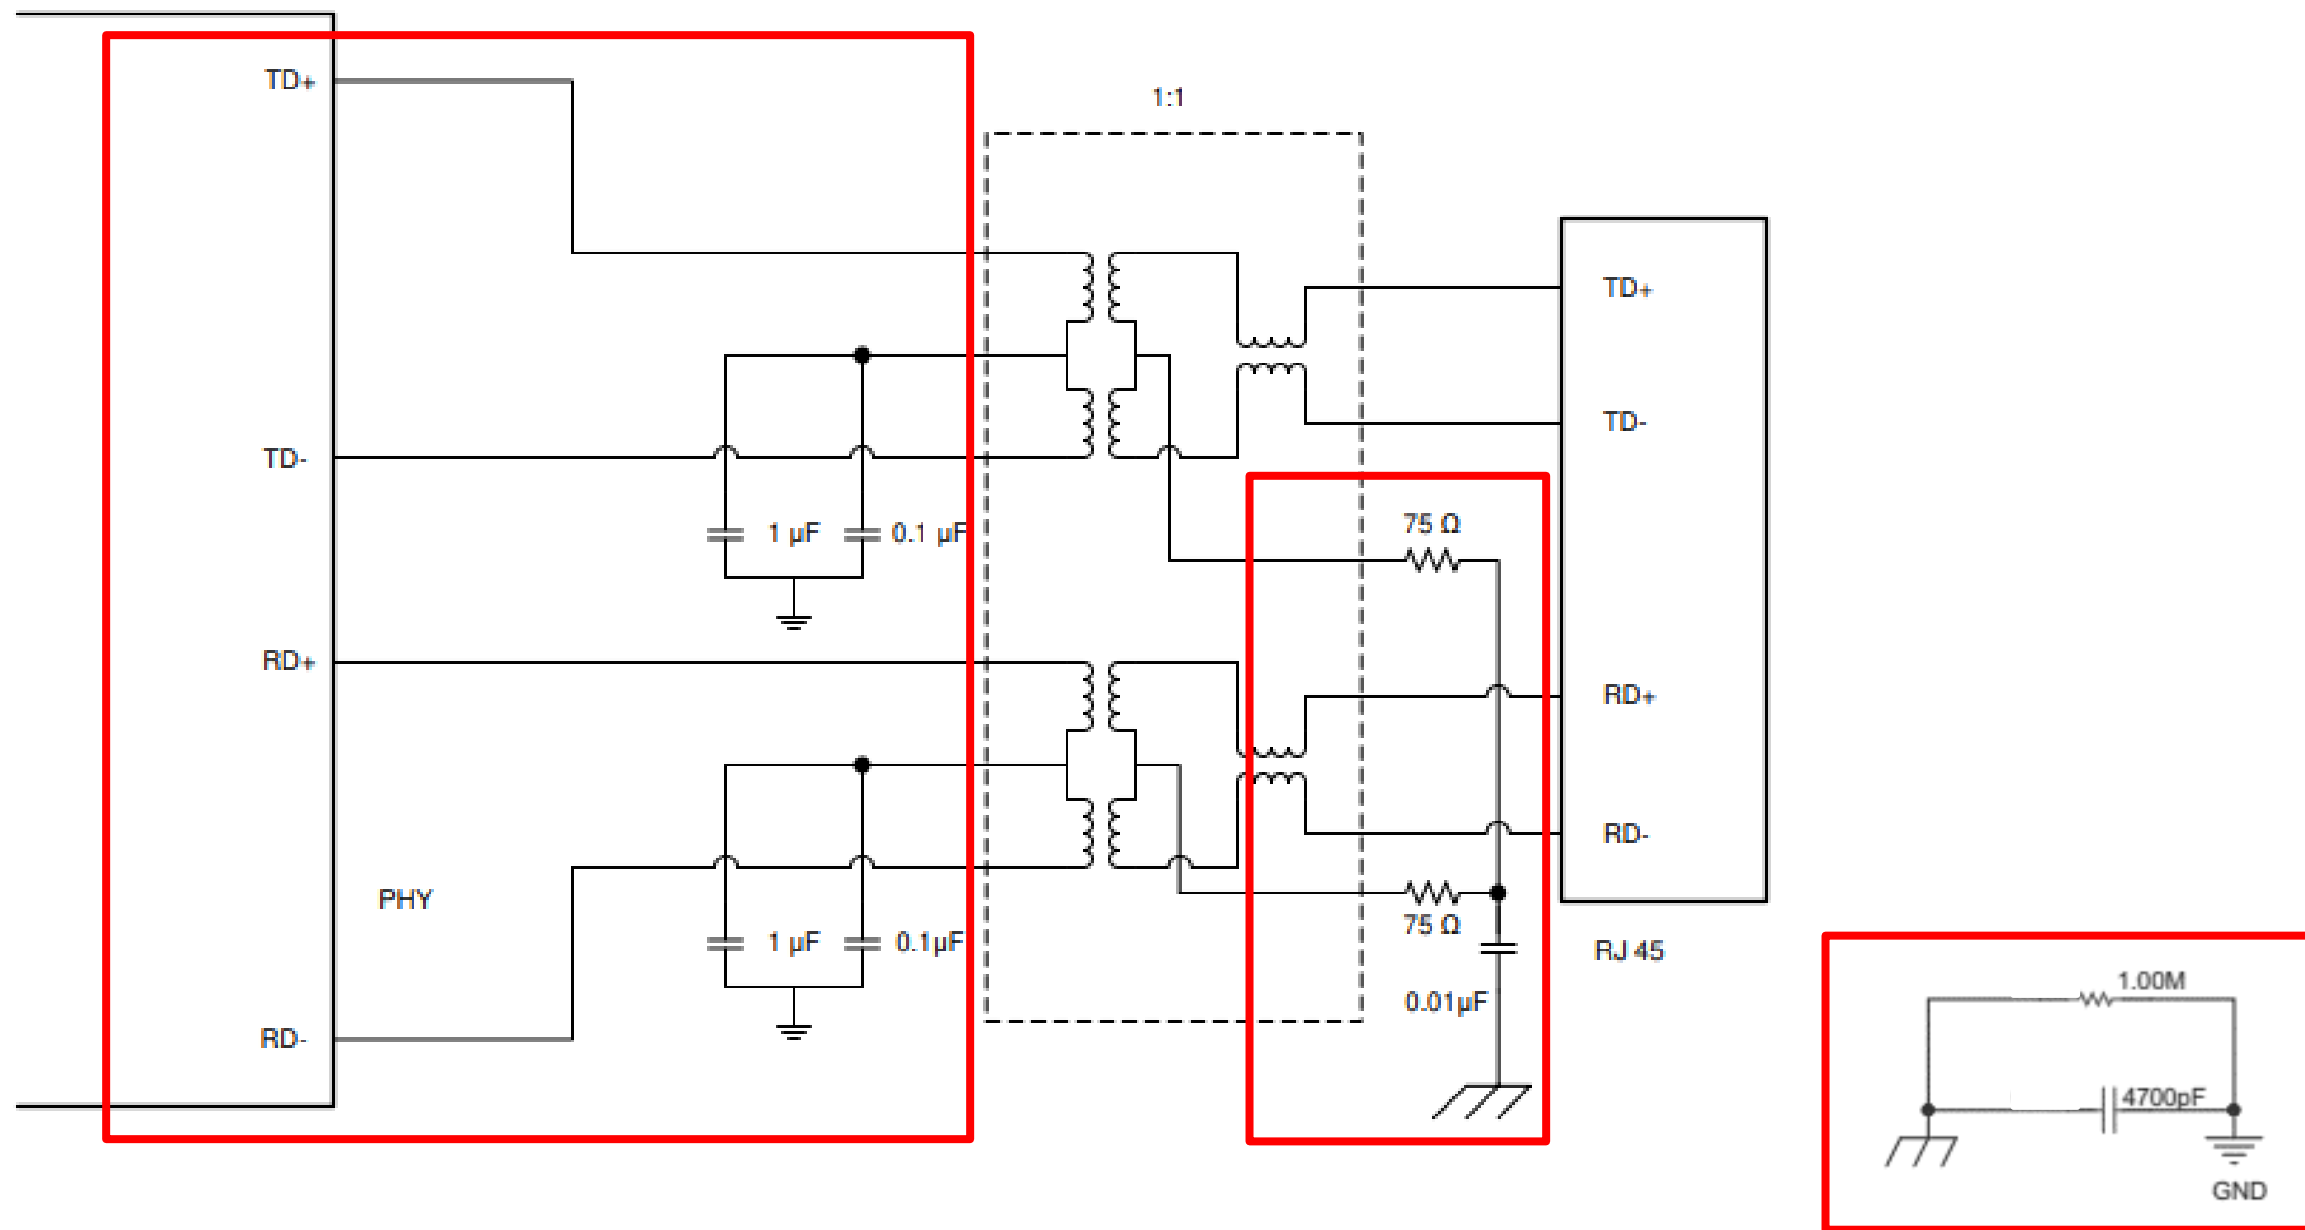 TD+
1:1
TD+
TD-
TD-
75 Ω
1 µF
0.1 µF
RD+
RD+
RD-
PHY
75 Ω
1 µF
0.1µF
RJ 45
1.00M
0.01µF
RD-
4700pF
GND